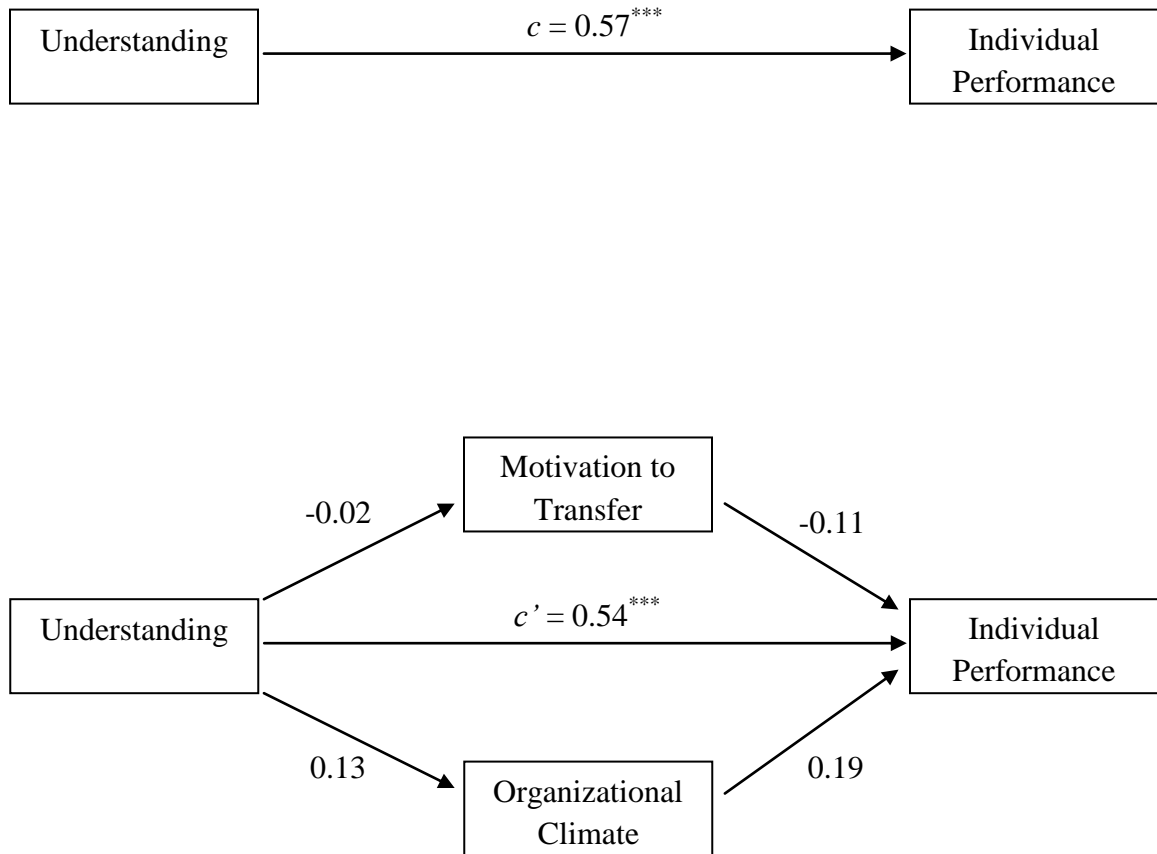 Understanding
c = 0.57***
Individual
Performance
Motivation to
Transfer
-0.02
-0.11
Understanding
c’ = 0.54***
Individual
Performance
0.13
0.19
Organizational
Climate